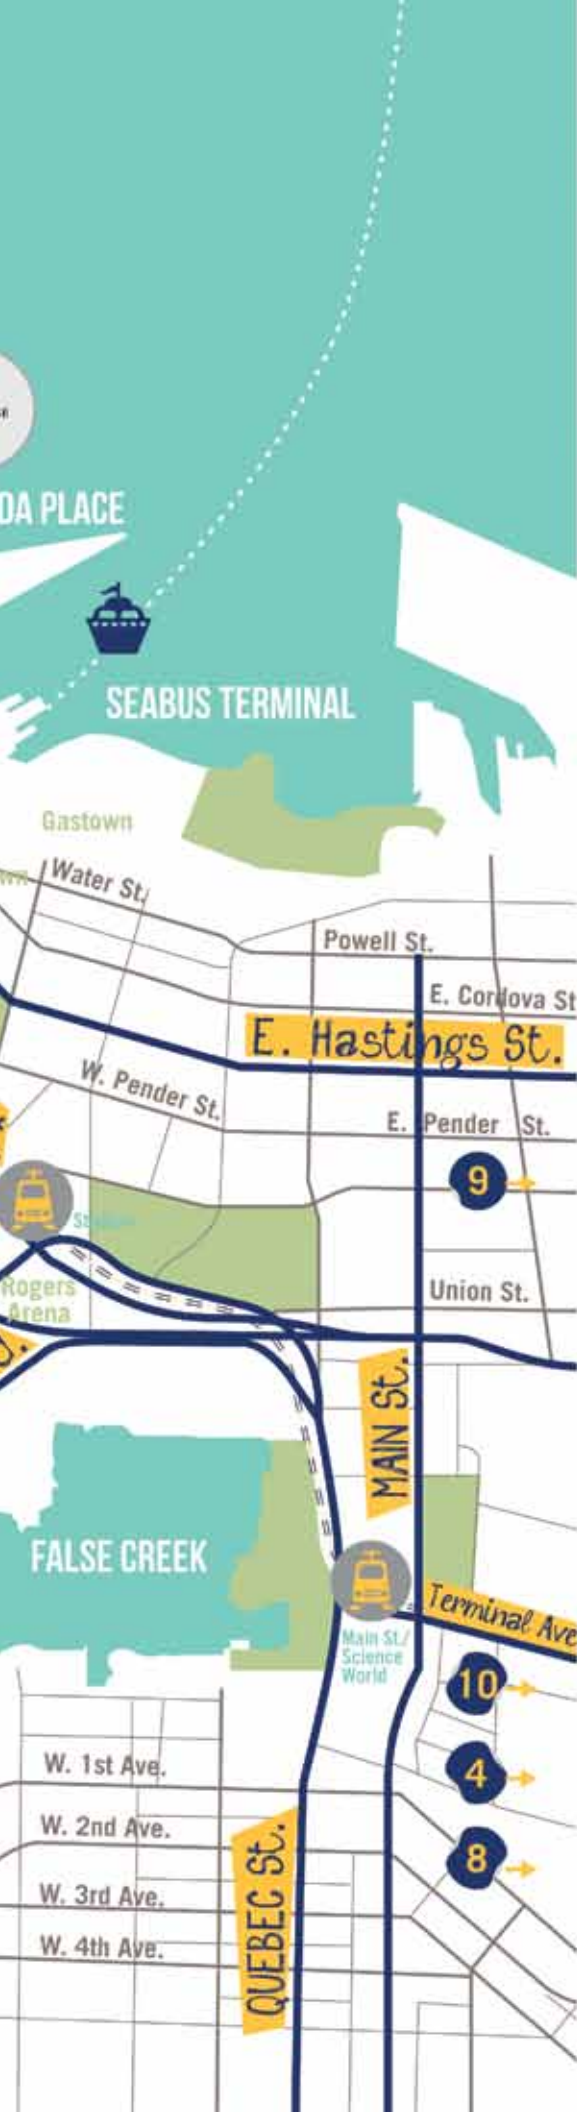 DA PLACE
SEABUS TERMINAL
Gastown
Water St.
Powell St.
E. Cordova St
E. Hastings St.
W. Pender St.
E. Pender St.
9
Rogers
Arena
Union St.
MAIN St.
FALSE CREEK
Terminal Ave
Main St./
Science
World
10
W. 1st Ave.
4
W. 2nd Ave.
8
W. 3rd Ave.
QUEBEC St.
W. 4th Ave.